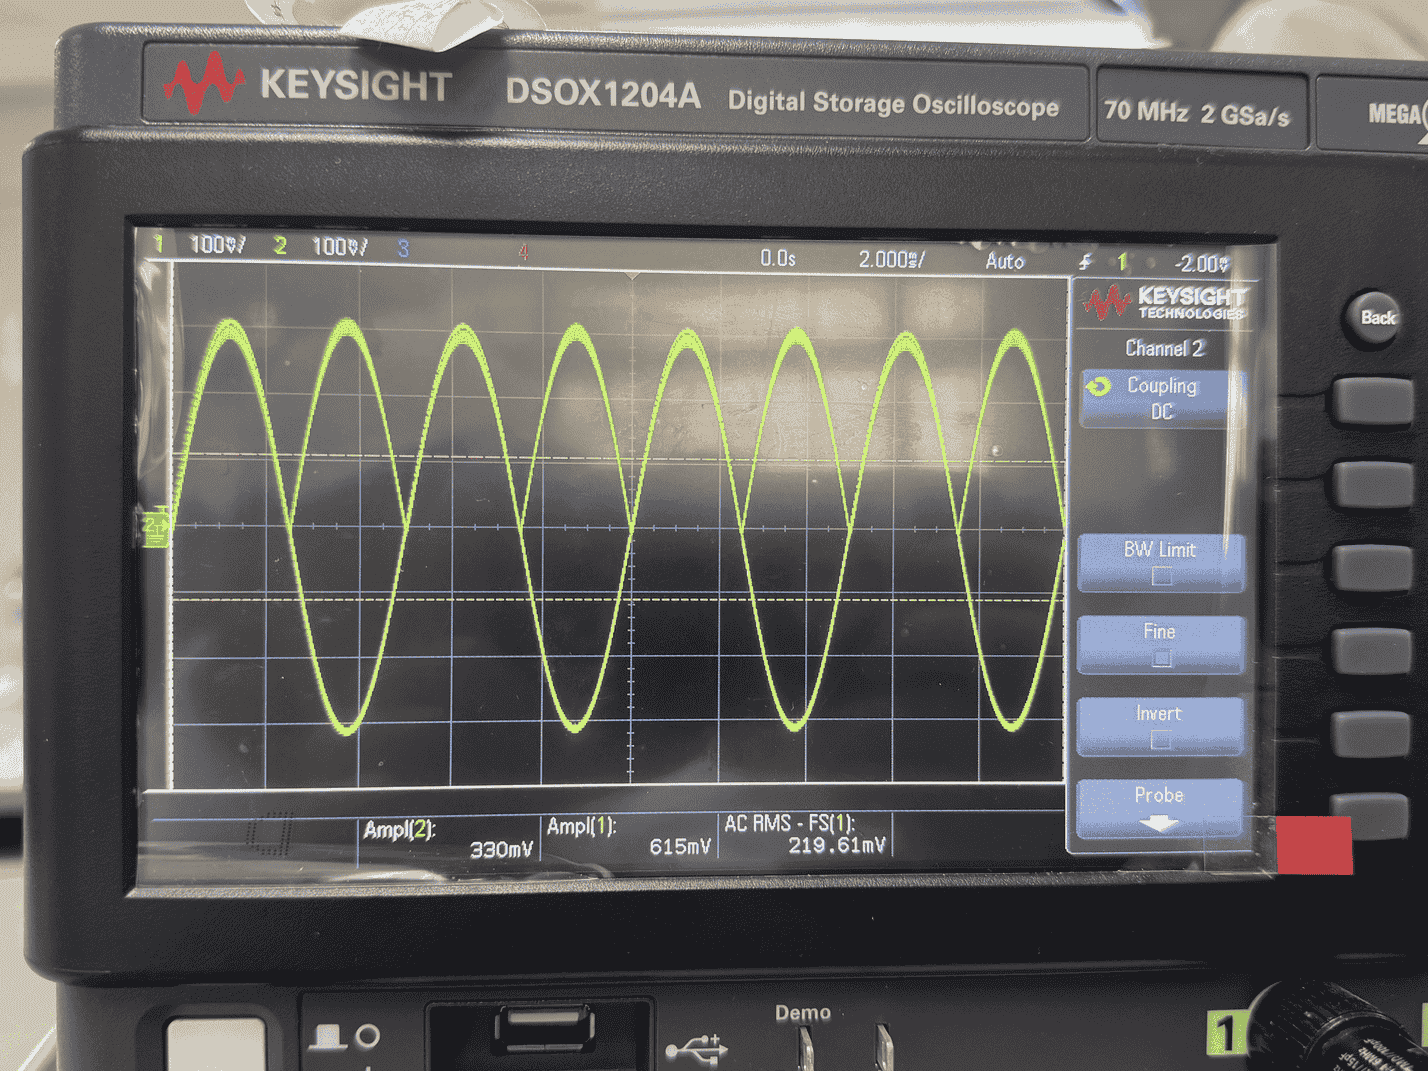 KEYSIGHT DSOX1204A Digital Storage Oscilloscope 70 MHz 2 GSa/s MEGA
1 100mV/ 2 100mV/ 3 4 0.0s 2.000ms/ Auto 1 -2.00mV
KEYSIGHT
TECHNOLOGIES
Channel 2
Coupling
DC
BW Limit
Fine
Invert
Probe
Back
2
Ampl(2):
330mV
Ampl(1):
615mV
AC RMS - FS(1):
219.61mV
Demo
1